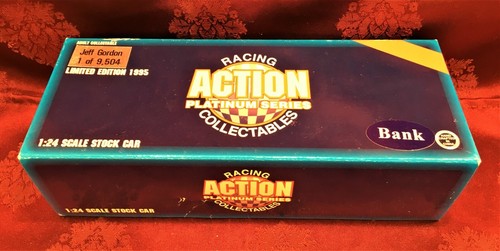 ADULT COLLECTABLE
Jeff Gordon
1 of 9,504
LIMITED EDITION 1995
RACING
ACTION
PLATINUM SERIES
COLLECTABLES
Bank
1:24 SCALE STOCK CAR
RACING
ACTION
PLATINUM SERIES
COLLECTABLES
1:24 SCALE STOCK CAR